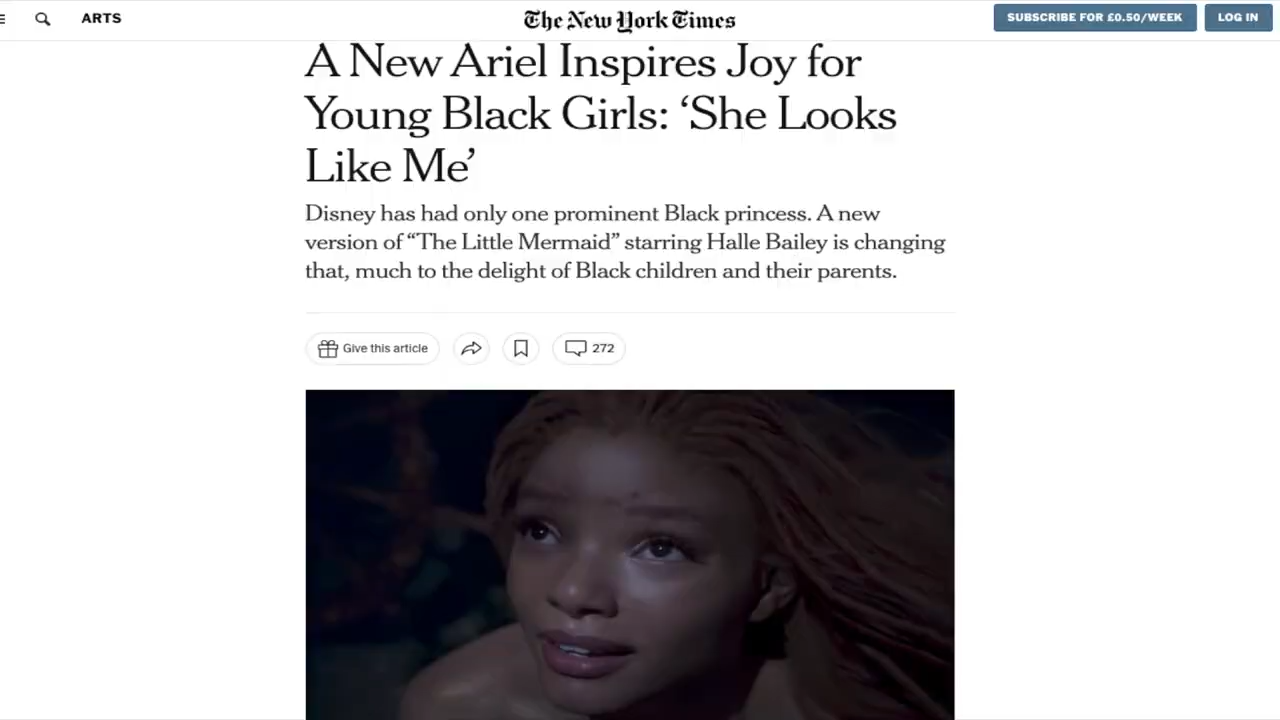 ARTS
The New York Times
SUBSCRIBE FOR £0.50/WEEK
LOG IN
A New Ariel Inspires Joy for
Young Black Girls: ‘She Looks
Like Me’
Disney has had only one prominent Black princess. A new
version of “The Little Mermaid” starring Halle Bailey is changing
that, much to the delight of Black children and their parents.
Give this article
272